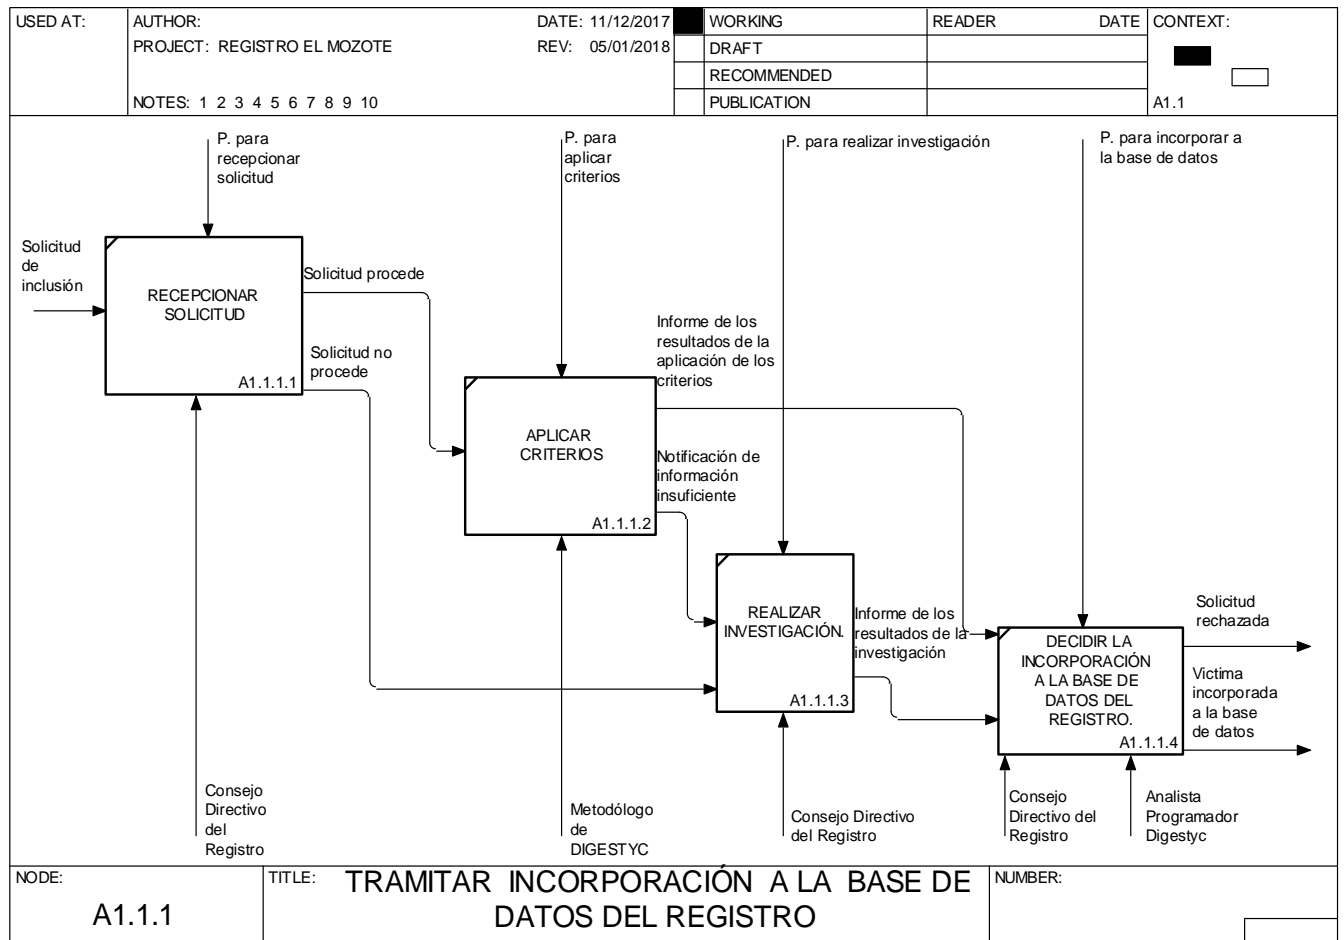 USED AT:
AUTHOR:
DATE: 11/12/2017
WORKING
READER
DATE
CONTEXT:
PROJECT: REGISTRO EL MOZOTE
REV: 05/01/2018
DRAFT
RECOMMENDED
NOTES: 1 2 3 4 5 6 7 8 9 10
PUBLICATION
A1.1
P. para
recepcionar
solicitud
P. para
aplicar
criterios
P. para realizar investigación
P. para incorporar a
la base de datos
Solicitud
de
inclusión
RECEPCIONAR
SOLICITUD
A1.1.1.1
Solicitud procede
Solicitud no
procede
Informe de los
resultados de la
aplicación de los
criterios
APLICAR
CRITERIOS
A1.1.1.2
Notificación de
información
insuficiente
REALIZAR
INVESTIGACIÓN.
A1.1.1.3
Informe de los
resultados de la
investigación
DECIDIR LA
INCORPORACIÓN
A LA BASE DE
DATOS DEL
REGISTRO.
A1.1.1.4
Solicitud
rechazada
Victima
incorporada
a la base
de datos
Consejo
Directivo
del
Registro
Metodólogo
de
DIGESTYC
Consejo Directivo
del Registro
Consejo
Directivo del
Registro
Analista
Programador
Digestyc
NODE:
A1.1.1
TITLE:
TRAMITAR INCORPORACIÓN A LA BASE DE
DATOS DEL REGISTRO
NUMBER: